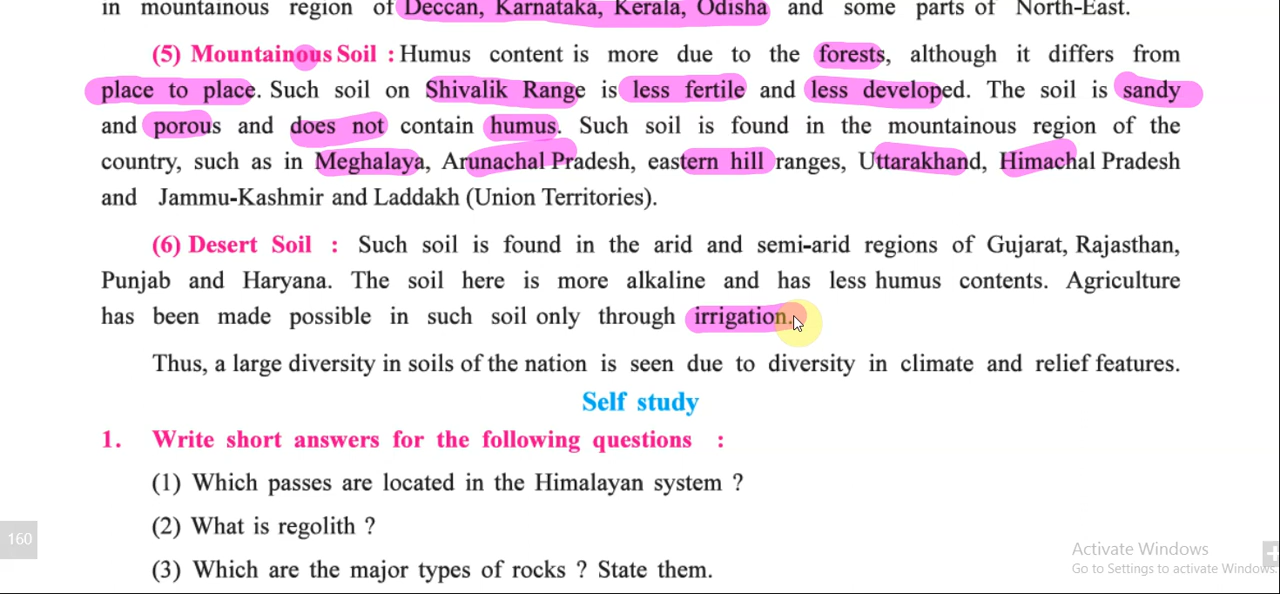 in mountainous region of Deccan, Karnataka, Kerala, Odisha and some parts of North-East.
(5) Mountainous Soil : Humus content is more due to the forests, although it differs from
place to place. Such soil on Shivalik Range is less fertile and less developed. The soil is sandy
and porous and does not contain humus. Such soil is found in the mountainous region of the
country, such as in Meghalaya, Arunachal Pradesh, eastern hill ranges, Uttarakhand, Himachal Pradesh
and Jammu-Kashmir and Laddakh (Union Territories).
(6) Desert Soil : Such soil is found in the arid and semi-arid regions of Gujarat, Rajasthan,
Punjab and Haryana. The soil here is more alkaline and has less humus contents. Agriculture
has been made possible in such soil only through irrigation.
Thus, a large diversity in soils of the nation is seen due to diversity in climate and relief features.
Self study
1. Write short answers for the following questions :
(1) Which passes are located in the Himalayan system ?
(2) What is regolith ?
160
(3) Which are the major types of rocks ? State them.
Activate Windows
Go to Settings to activate Windows.